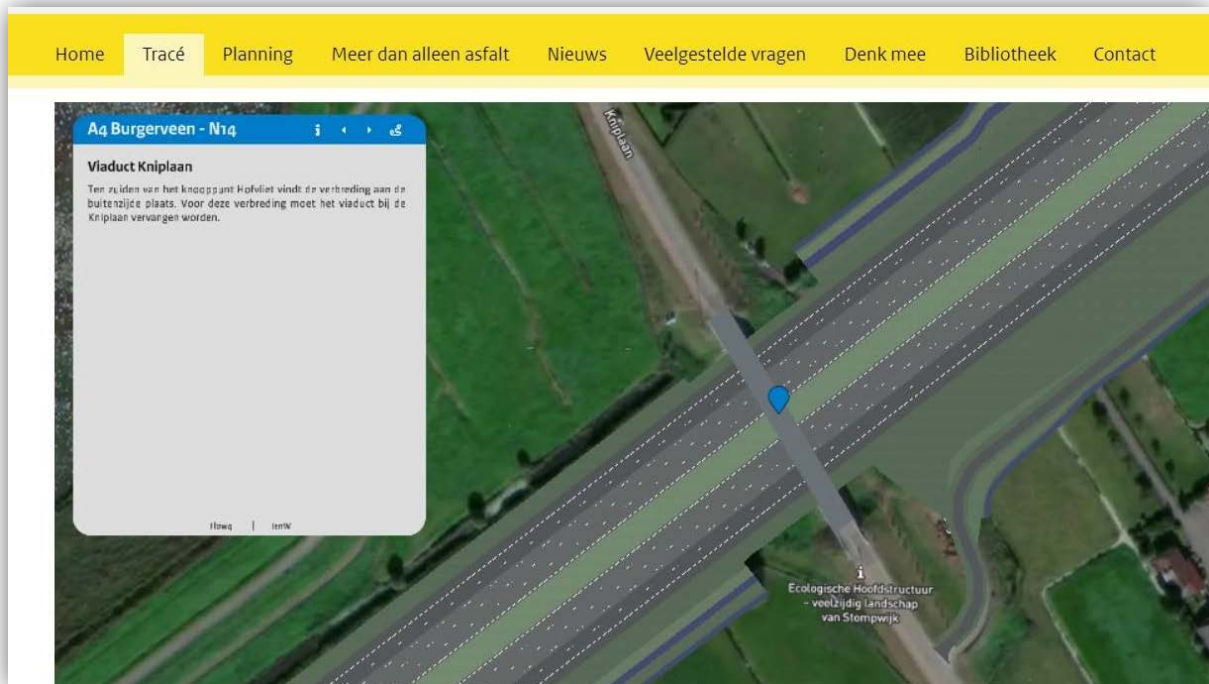 Home Tracé Planning Meer dan alleen asfalt Nieuws Veelgestelde vragen Denk mee Bibliotheek Contact
A4 Burgerveen - N14
Viaduct Kniplaan
Ten zuiden van het knooppunt Hofvliet vindt de verbreding aan de
buitenzijde plaats. Voor deze verbreding moet het viaduct bij de
Kniplaan vervangen worden.
Kniplaan
Ecologische Hoofdstructuur
- veelzijdig landschap
van Stompwijk
| IenW